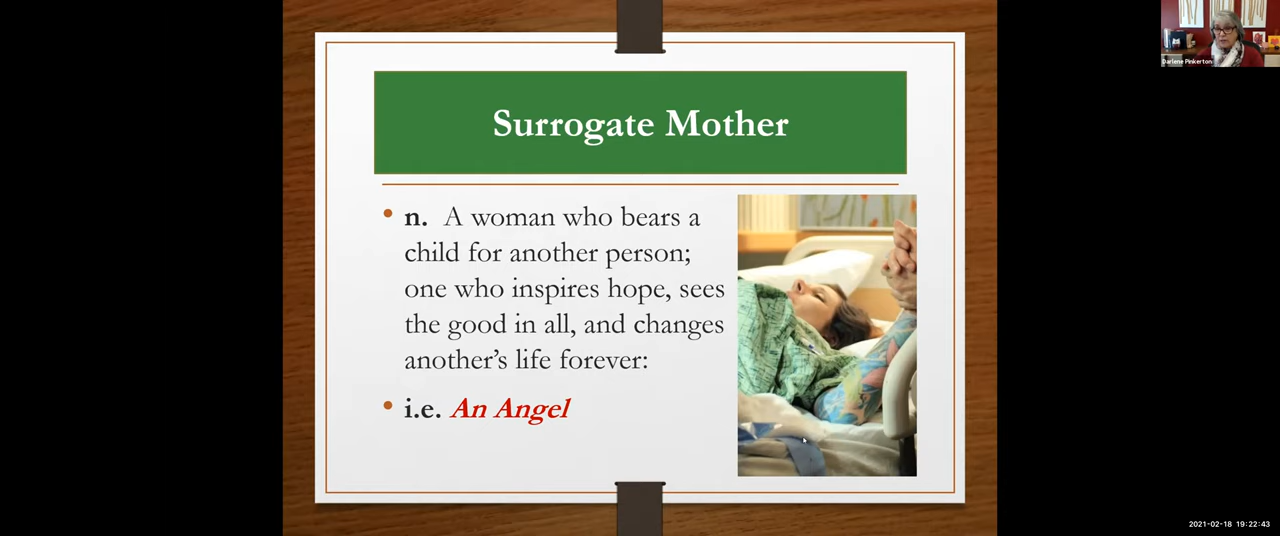 Darlene Pinkerton
Surrogate Mother
n. A woman who bears a
child for another person;
one who inspires hope, sees
the good in all, and changes
another’s life forever:
i.e. An Angel
2021-02-18 19:22:43